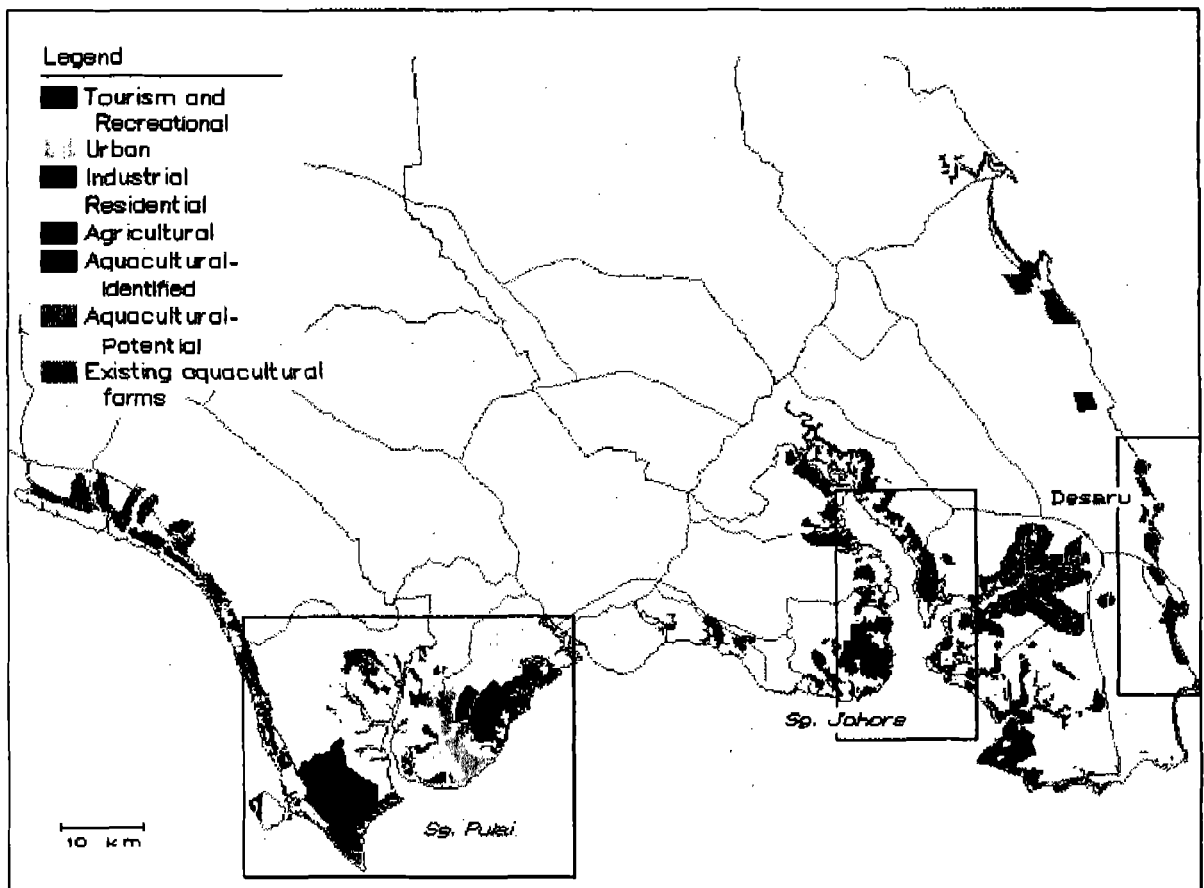 Legend
Tourism and
Recreational
Urban
Industrial
Residential
Agricultural
Aquacultural-
Identified
Aquacultural-
Potential
Existing aquacultural
farms
Desaru
Sg. Johore
Sg. Pulai
10 km